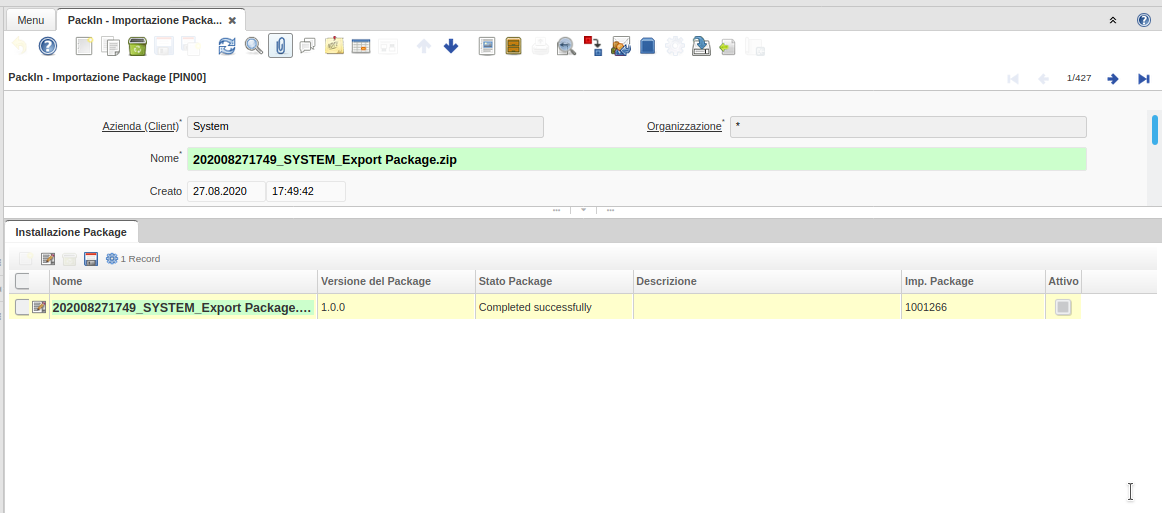 Menu
PackIn - Importazione Packa...
PackIn - Importazione Package [PIN00]
1/427
Azienda (Client)* System Organizzazione* *
Nome* 202008271749_SYSTEM_Export Package.zip
Creato 27.08.2020 17:49:42
Installazione Package
1 Record
Nome Versione del Package Stato Package Descrizione Imp. Package Attivo
202008271749_SYSTEM_Export Package.... 1.0.0 Completed successfully 1001266